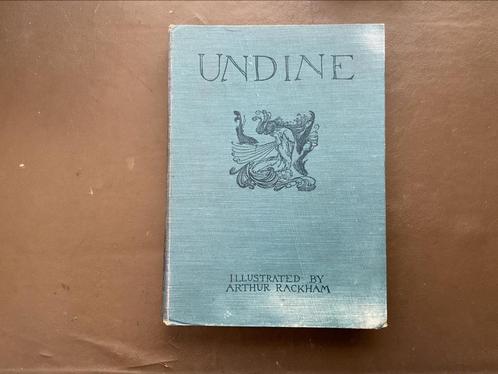 UNDINE
ILLUSTRATED BY
ARTHUR RACKHAM